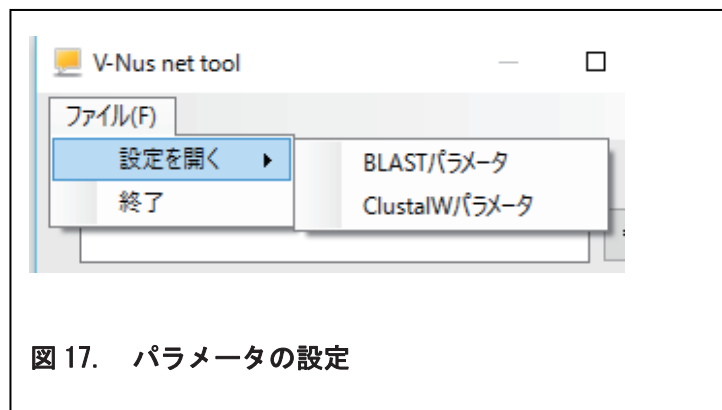 V-Nus net tool
ファイル(F)
設定を開く
BLASTパラメータ
終了
ClustalWパラメータ
図 17. パラメータの設定